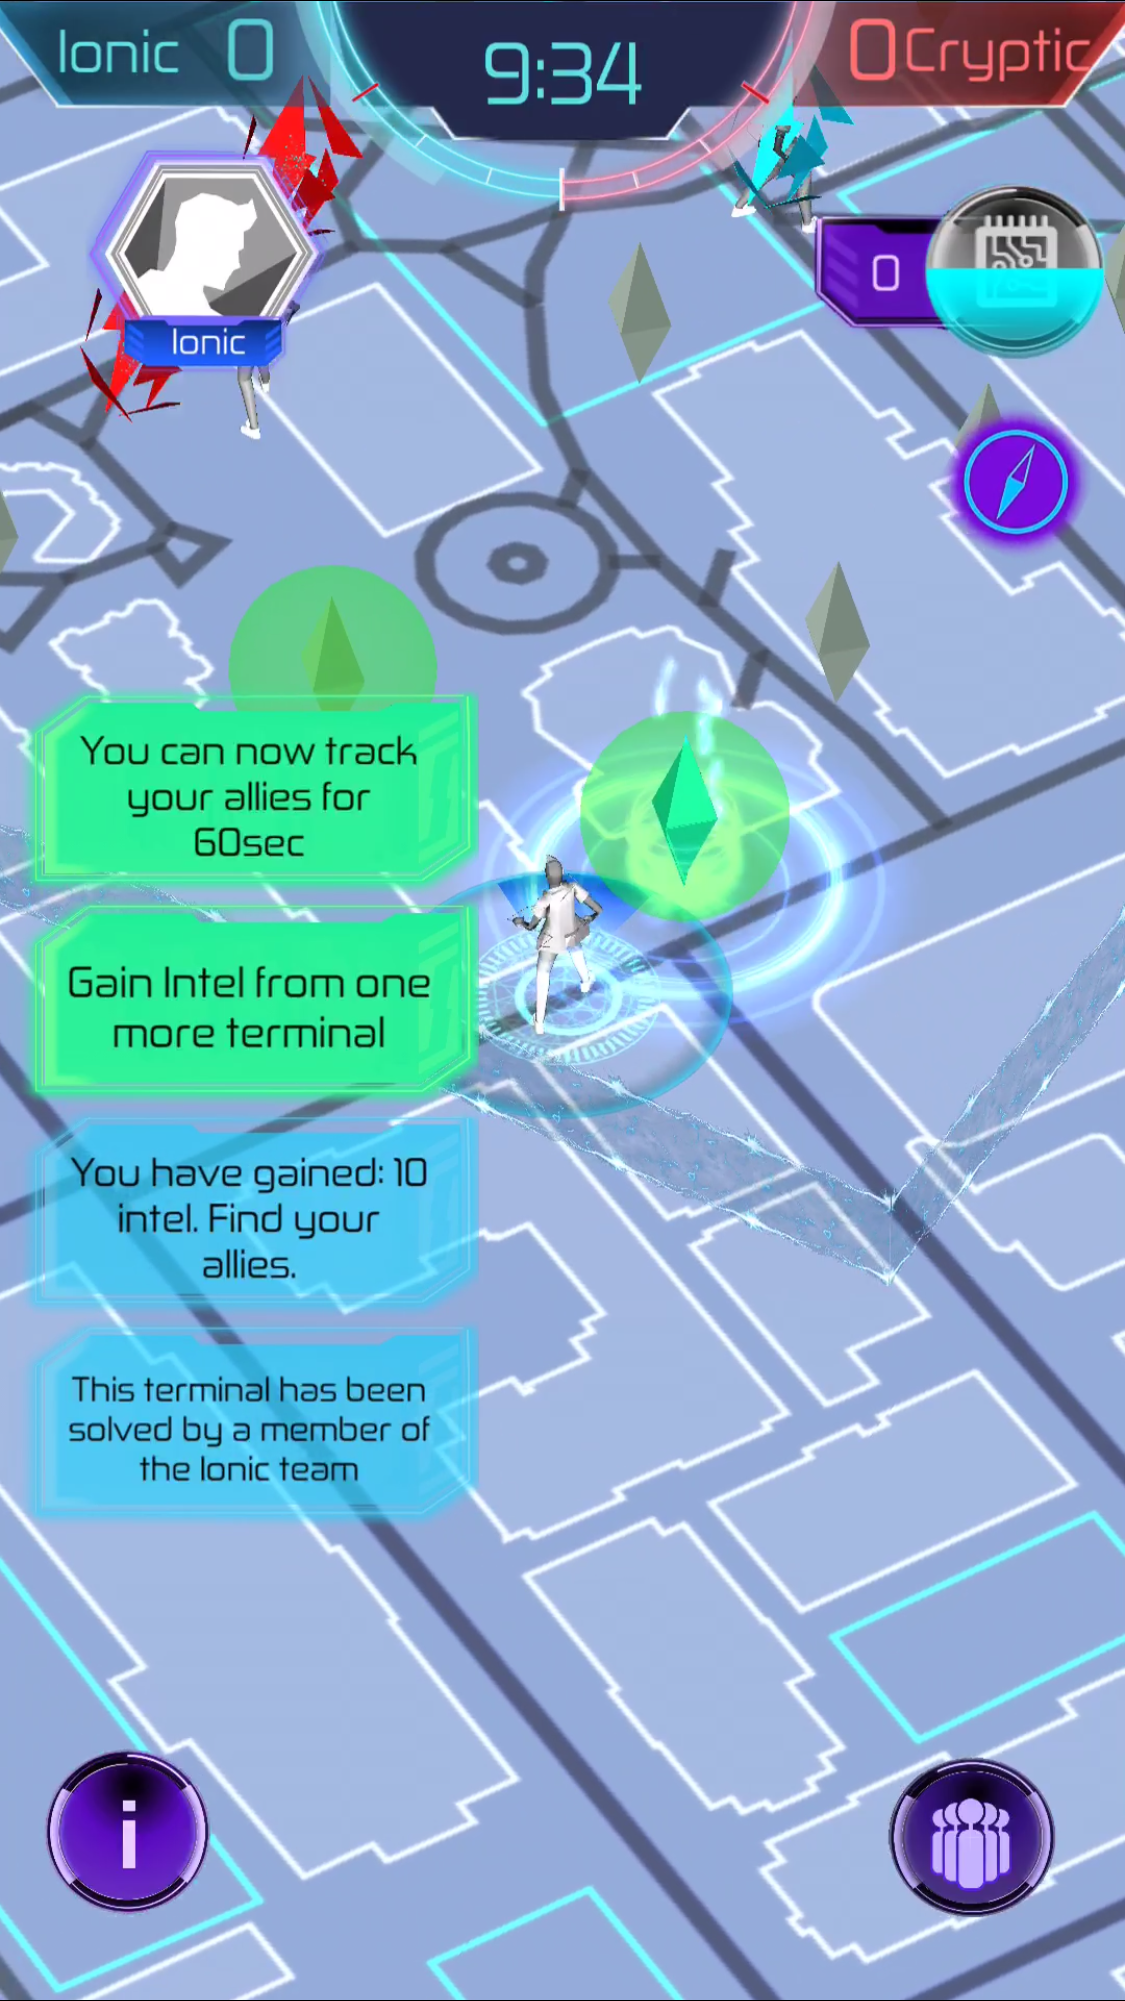 Ionic 0
9:34
0 Cryptic
Ionic
0
You can now track
your allies for
60sec
Gain Intel from one
more terminal
You have gained: 10
intel. Find your
allies.
This terminal has been
solved by a member of
the Ionic team
i